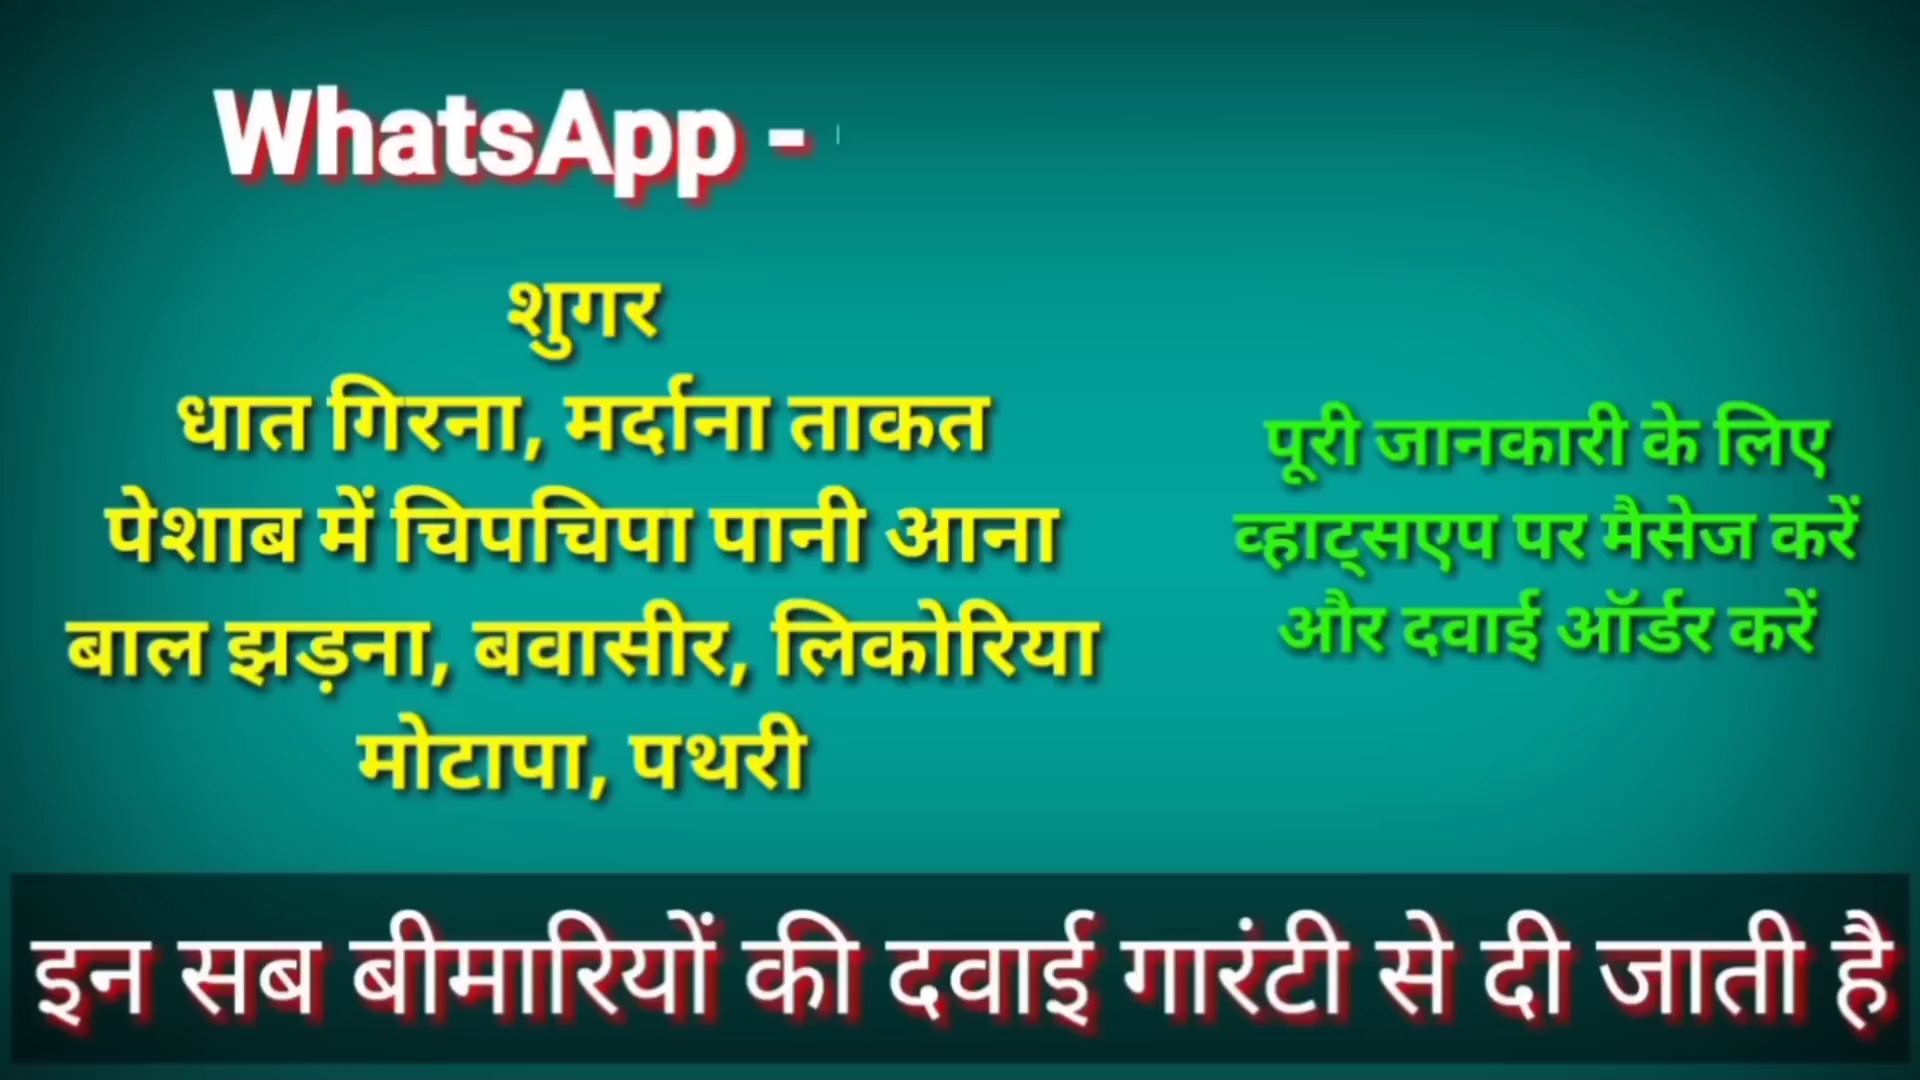 WhatsApp -
शुगर
धात गिरना, मर्दाना ताकत
पेशाब में चिपचिपा पानी आना
बाल झड़ना, बवासीर, लिकोरिया
मोटापा, पथरी
पूरी जानकारी के लिए
व्हाट्सएप पर मैसेज करें
और दवाई ऑर्डर करें
इन सब बीमारियों की दवाई गारंटी से दी जाती है